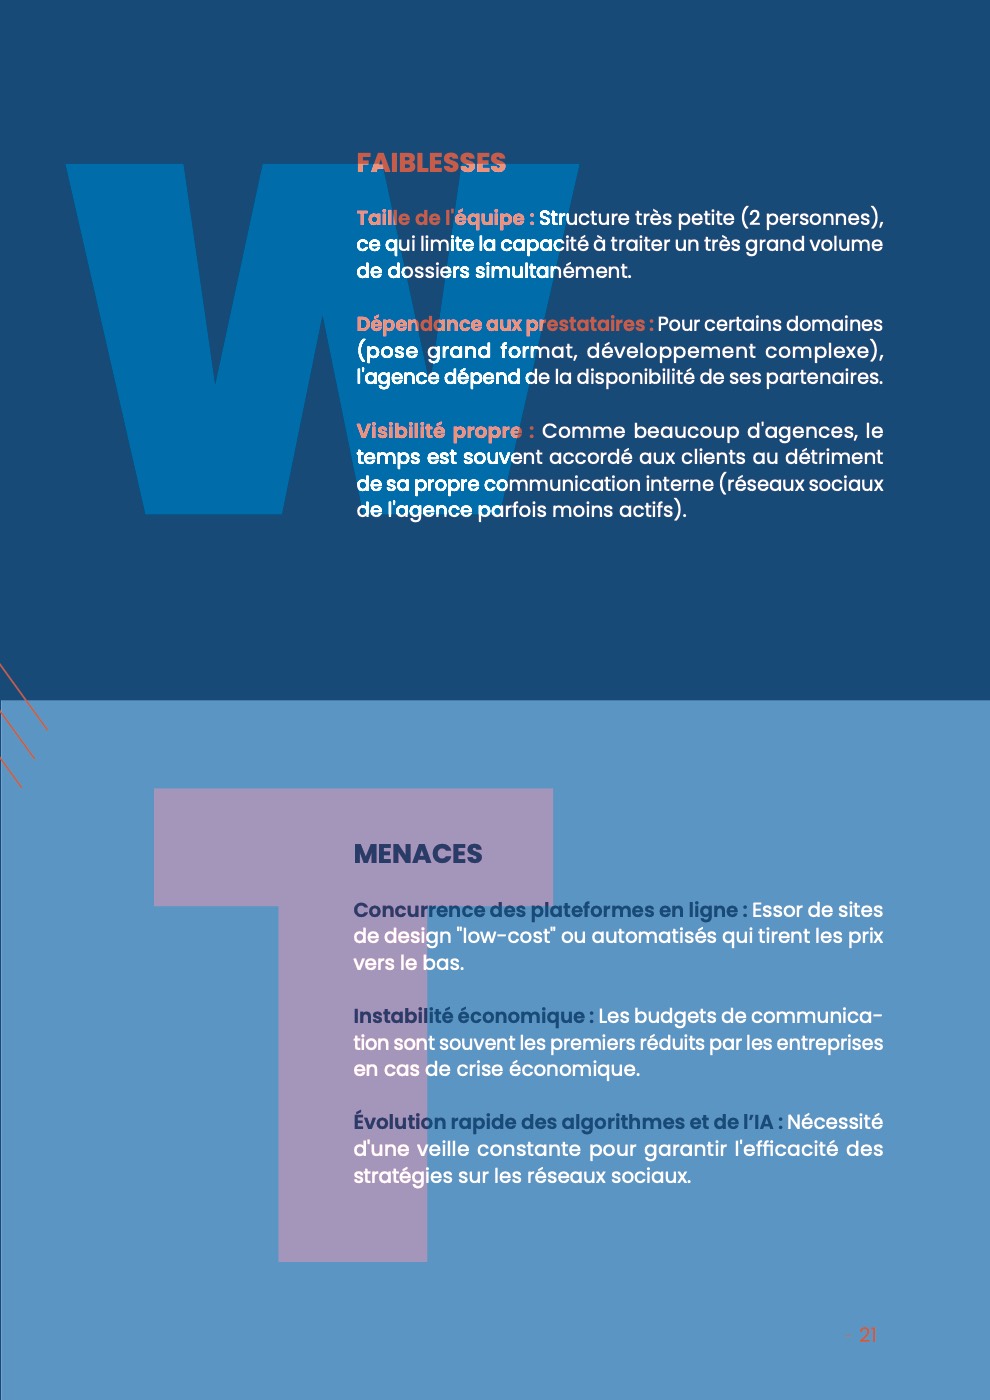 W
FAIBLESSES
Taille de l'équipe : Structure très petite (2 personnes),
ce qui limite la capacité à traiter un très grand volume
de dossiers simultanément.
Dépendance aux prestataires : Pour certains domaines
(pose grand format, développement complexe),
l'agence dépend de la disponibilité de ses partenaires.
Visibilité propre : Comme beaucoup d'agences, le
temps est souvent accordé aux clients au détriment
de sa propre communication interne (réseaux sociaux
de l'agence parfois moins actifs).
T
MENACES
Concurrence des plateformes en ligne : Essor de sites
de design "low-cost" ou automatisés qui tirent les prix
vers le bas.
Instabilité économique : Les budgets de communica-
tion sont souvent les premiers réduits par les entreprises
en cas de crise économique.
Évolution rapide des algorithmes et de l’IA : Nécessité
d'une veille constante pour garantir l'efficacité des
stratégies sur les réseaux sociaux.
- 21